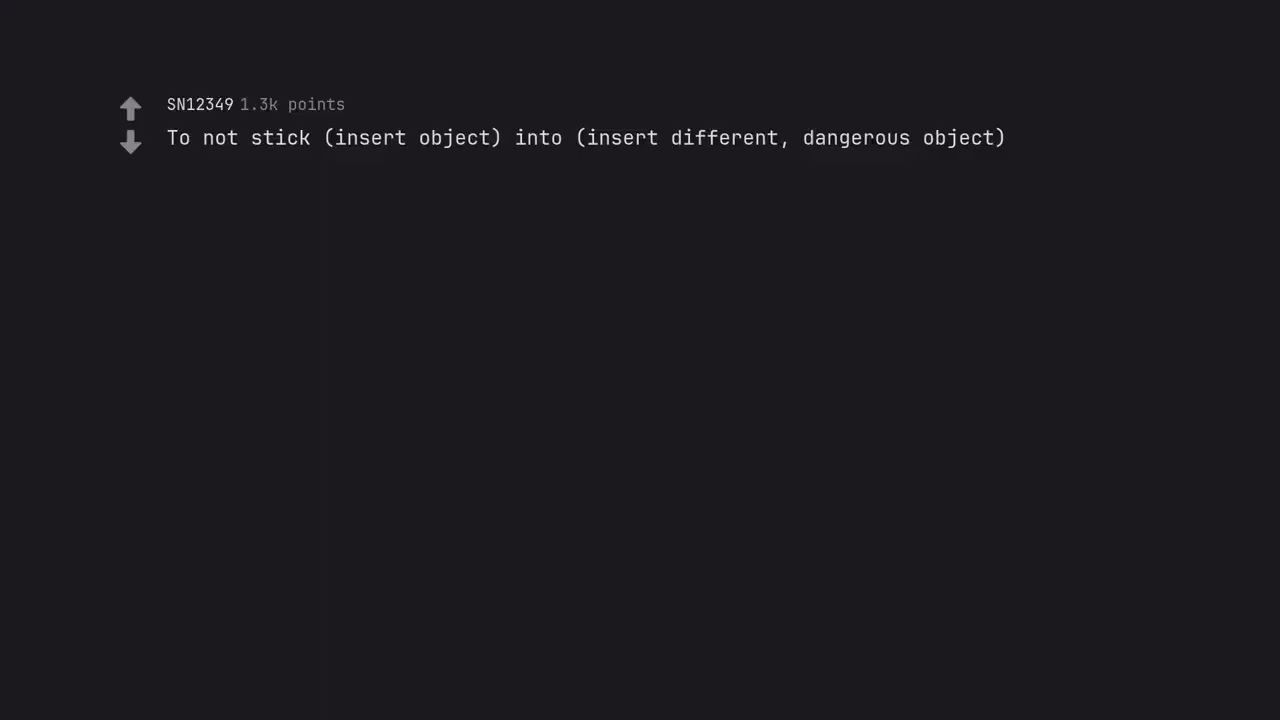 SN12349 1.3k points
To not stick (insert object) into (insert different, dangerous object)